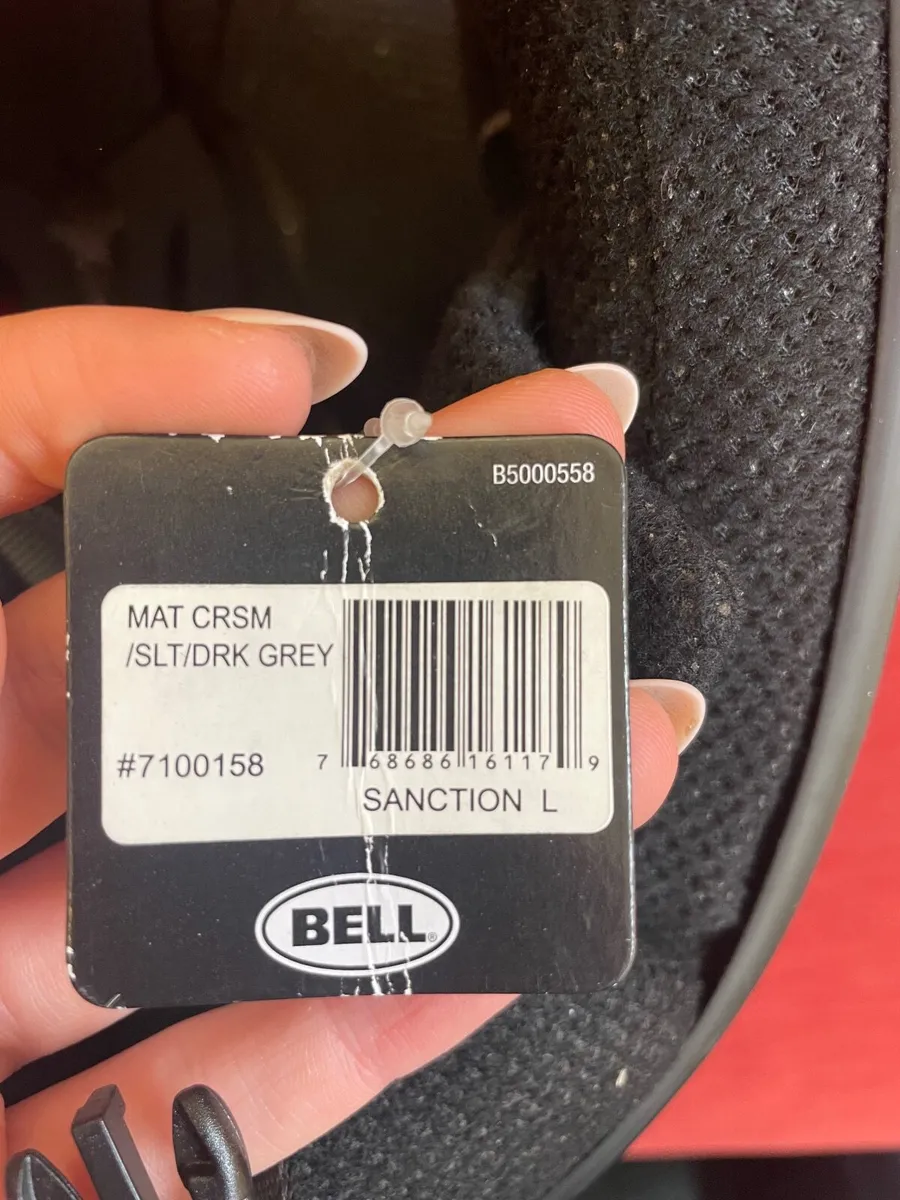 B5000558
MAT CRSM
/SLT/DRK GREY
#7100158
7 68686 16117 9
SANCTION L
BELL®